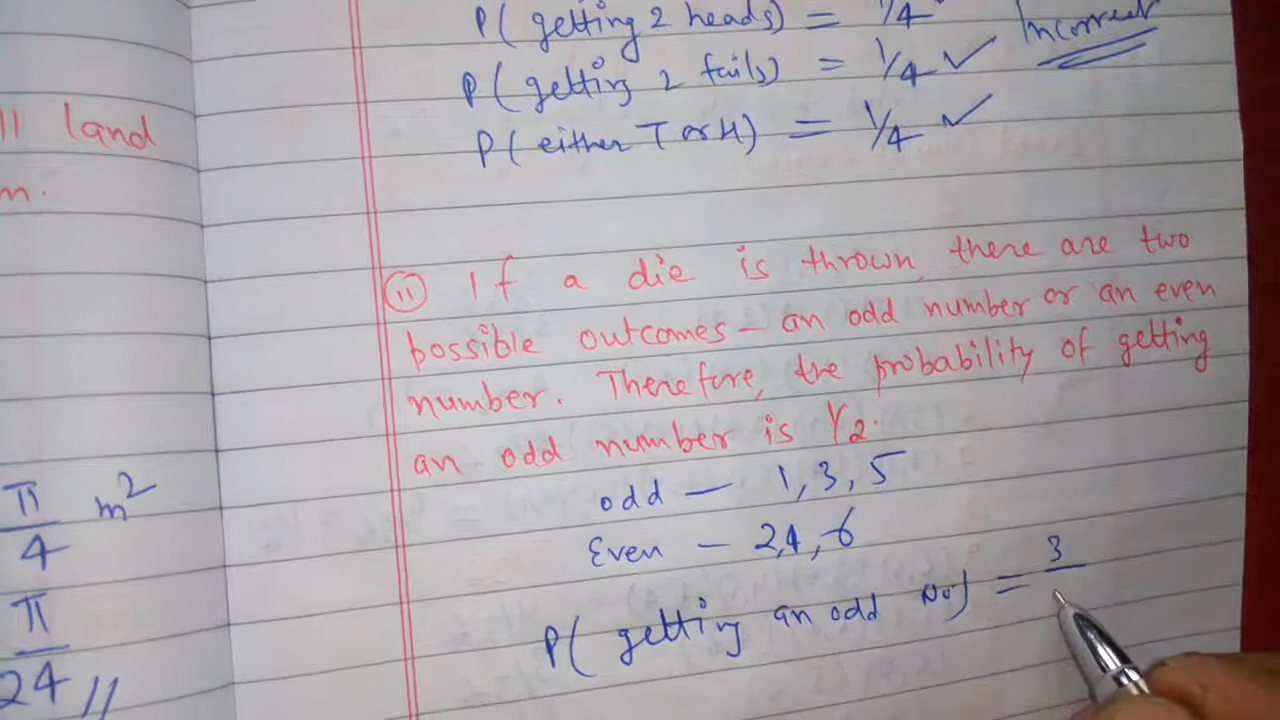 P( getting 2 heads) = 1/4
Incorrect
P( getting 2 tails) = 1/4 ✓
P( either T or H) = 1/4 ✓
11 land
m.
(ii) If a die is thrown, there are two
possible outcomes - an odd number or an even
number. Therefore, the probability of getting
an odd number is 1/2.
odd — 1, 3, 5
Even — 2,4, 6
P( getting an odd No) = 3
π/4 m²
π
24 //